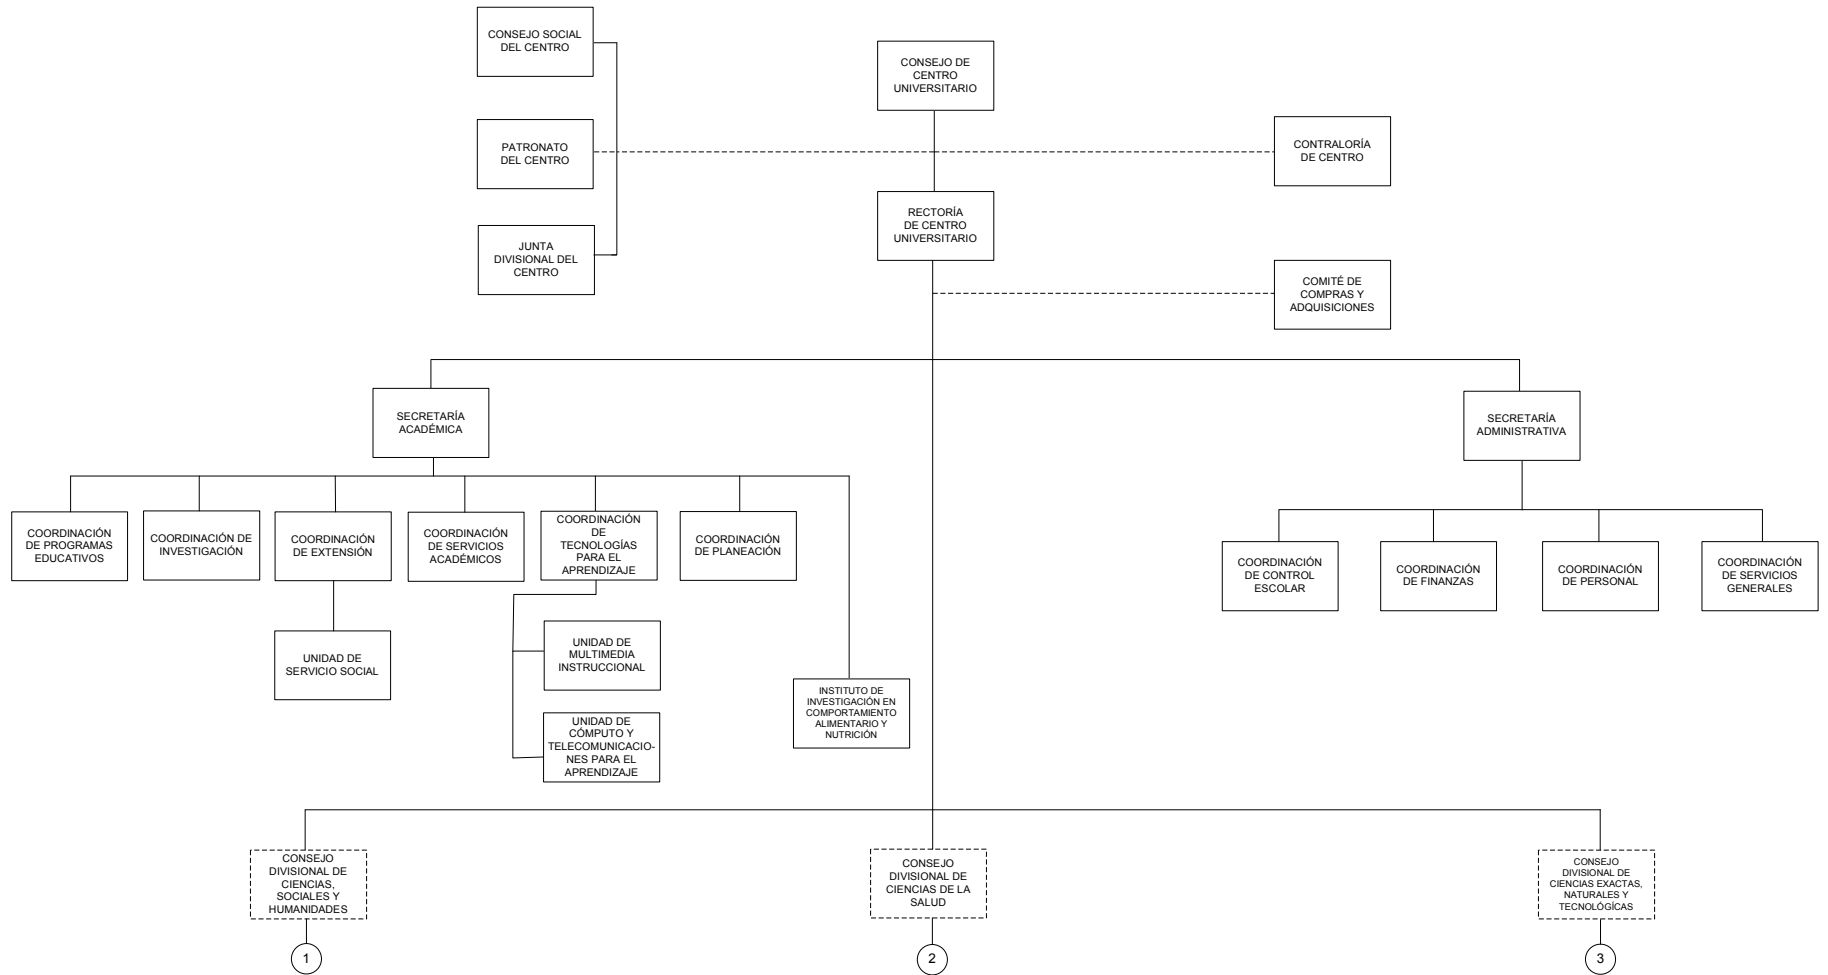 CONSEJO SOCIAL
DEL CENTRO
CONSEJO DE
CENTRO
UNIVERSITARIO
PATRONATO
DEL CENTRO
CONTRALORÍA
DE CENTRO
RECTORÍA
DE CENTRO
UNIVERSITARIO
JUNTA
DIVISIONAL DEL
CENTRO
COMITÉ DE
COMPRAS Y
ADQUISICIONES
SECRETARÍA
ACADÉMICA
SECRETARÍA
ADMINISTRATIVA
COORDINACIÓN
DE PROGRAMAS
EDUCATIVOS
COORDINACIÓN DE
INVESTIGACIÓN
COORDINACIÓN
DE EXTENSIÓN
COORDINACIÓN
DE SERVICIOS
ACADÉMICOS
COORDINACIÓN
DE
TECNOLOGÍAS
PARA EL
APRENDIZAJE
COORDINACIÓN
DE PLANEACIÓN
COORDINACIÓN
DE CONTROL
ESCOLAR
COORDINACIÓN
DE FINANZAS
COORDINACIÓN
DE PERSONAL
COORDINACIÓN
DE SERVICIOS
GENERALES
UNIDAD DE
SERVICIO SOCIAL
UNIDAD DE
MULTIMEDIA
INSTRUCCIONAL
INSTITUTO DE
INVESTIGACIÓN EN
COMPORTAMIENTO
ALIMENTARIO Y
NUTRICIÓN
UNIDAD DE
CÓMPUTO Y
TELECOMUNICACIO-
NES PARA EL
APRENDIZAJE
CONSEJO
DIVISIONAL DE
CIENCIAS,
SOCIALES Y
HUMANIDADES
CONSEJO
DIVISIONAL DE
CIENCIAS DE LA
SALUD
CONSEJO
DIVISIONAL DE
CIENCIAS EXACTAS,
NATURALES Y
TECNOLÓGÍCAS
1
2
3